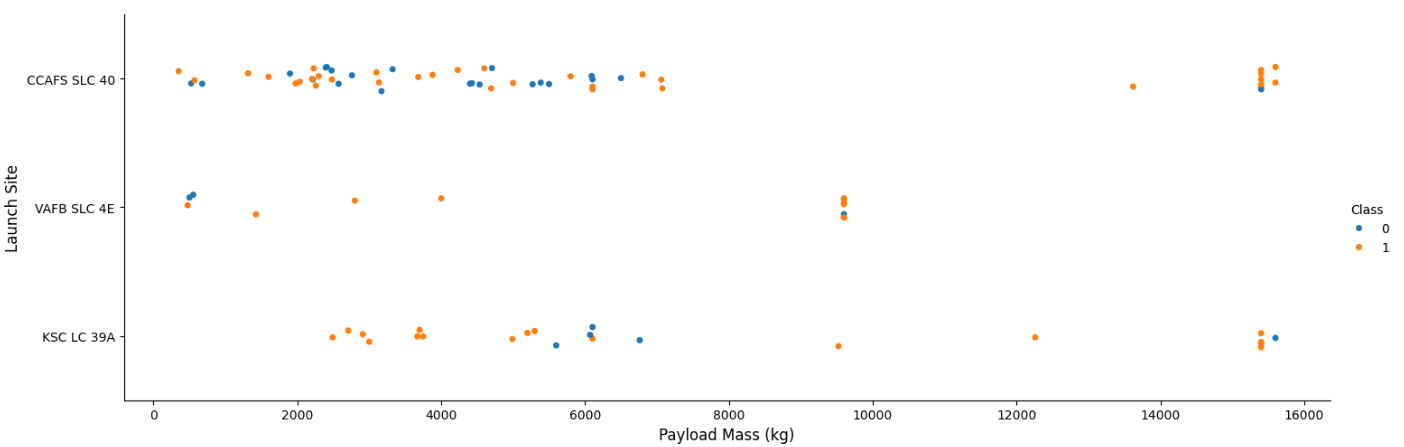 Launch Site
CCAFS SLC 40
VAFB SLC 4E
KSC LC 39A
0 2000 4000 6000 8000 10000 12000 14000 16000
Payload Mass (kg)
Class
0
1